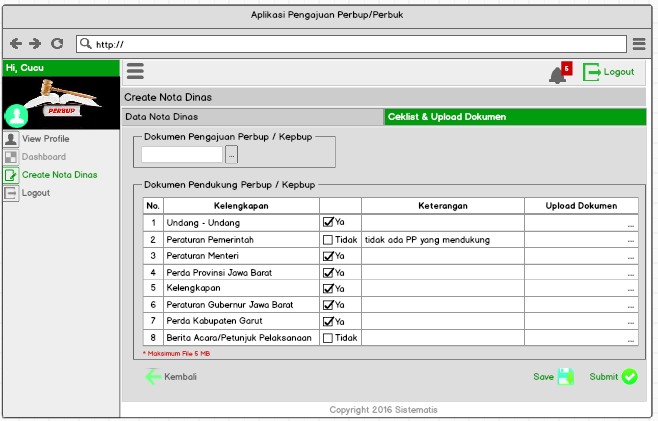 Aplikasi Pengajuan Perbup/Perbuk
http://
Hi, Cucu
5
Logout
PERBUP
Create Nota Dinas
Data Nota Dinas
Ceklist & Upload Dokumen
View Profile
Dashboard
Create Nota Dinas
Logout
Dokumen Pengajuan Perbup / Kepbup
...
Dokumen Pendukung Perbup / Kepbup
No. Kelengkapan Keterangan Upload Dokumen
1 Undang - Undang Ya ...
2 Peraturan Pemerintah Tidak tidak ada PP yang mendukung ...
3 Peraturan Menteri Ya ...
4 Perda Provinsi Jawa Barat Ya ...
5 Kelengkapan Ya ...
6 Peraturan Gubernur Jawa Barat Ya ...
7 Perda Kabupaten Garut Ya ...
8 Berita Acara/Petunjuk Pelaksanaan Tidak ...
* Maksimum File 5 MB
Kembali
Save
Submit
Copyright 2016 Sistematis